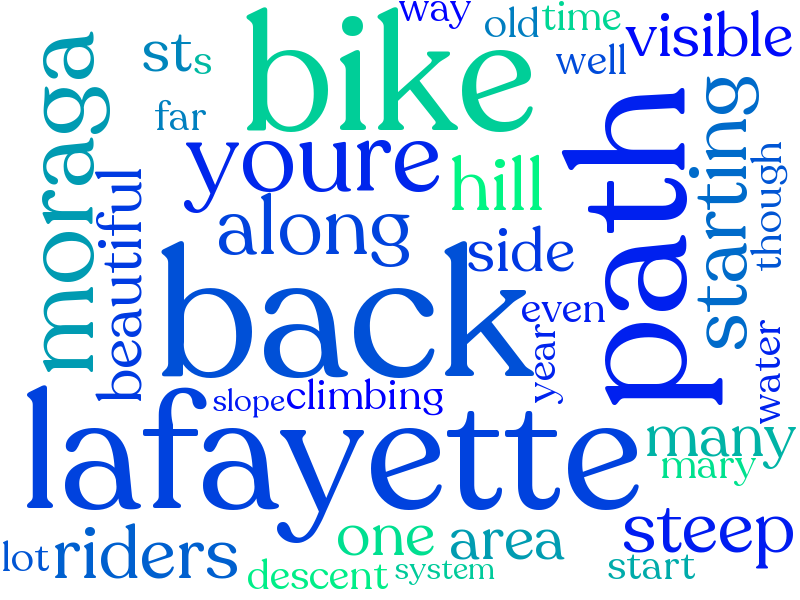 way
old
time
visible
st
s
bike
well
moraga
far
path
starting
youre
hill
though
beautiful
along
side
back
even
year
water
slope
climbing
lafayette
many
mary
riders
one
area
steep
lot
descent
system
start